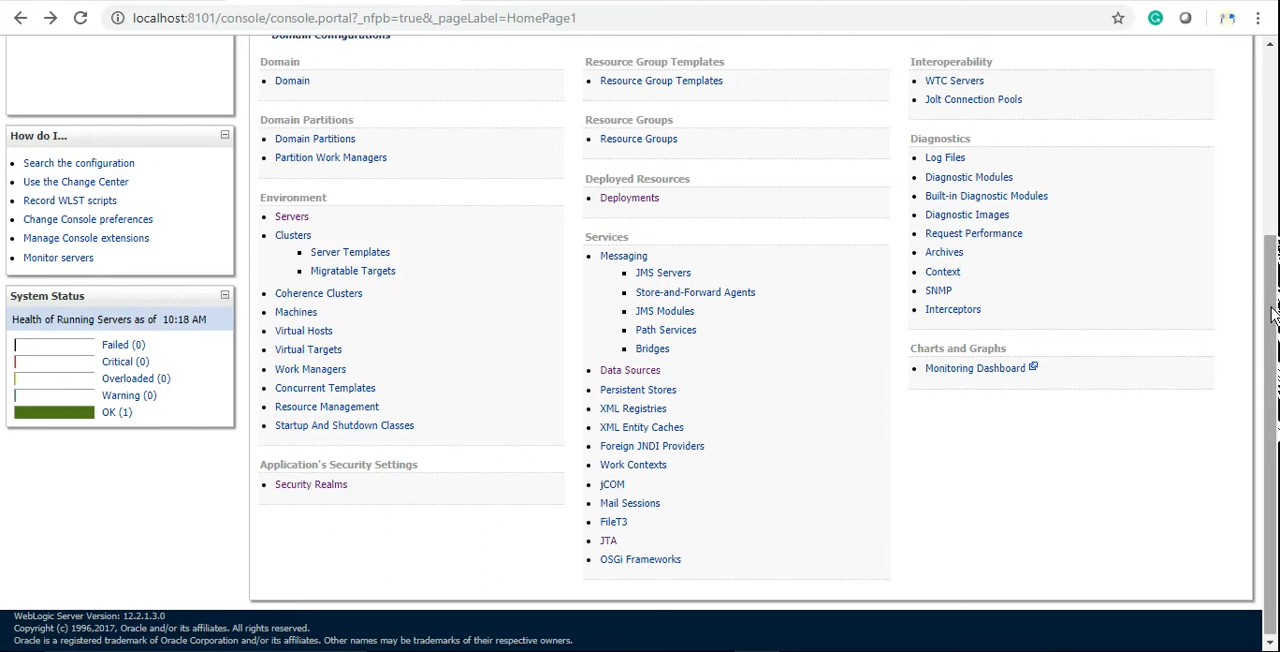 localhost:8101/console/console.portal?_nfpb=true&_pageLabel=HomePage1
Domain Configurations
How do I...
Search the configuration
Use the Change Center
Record WLST scripts
Change Console preferences
Manage Console extensions
Monitor servers
System Status
Health of Running Servers as of 10:18 AM
Failed (0)
Critical (0)
Overloaded (0)
Warning (0)
OK (1)
Domain
Domain
Domain Partitions
Domain Partitions
Partition Work Managers
Environment
Servers
Clusters
Server Templates
Migratable Targets
Coherence Clusters
Machines
Virtual Hosts
Virtual Targets
Work Managers
Concurrent Templates
Resource Management
Startup And Shutdown Classes
Application's Security Settings
Security Realms
Resource Group Templates
Resource Group Templates
Resource Groups
Resource Groups
Deployed Resources
Deployments
Services
Messaging
JMS Servers
Store-and-Forward Agents
JMS Modules
Path Services
Bridges
Data Sources
Persistent Stores
XML Registries
XML Entity Caches
Foreign JNDI Providers
Work Contexts
jCOM
Mail Sessions
FileT3
JTA
OSGi Frameworks
Interoperability
WTC Servers
Jolt Connection Pools
Diagnostics
Log Files
Diagnostic Modules
Built-in Diagnostic Modules
Diagnostic Images
Request Performance
Archives
Context
SNMP
Interceptors
Charts and Graphs
Monitoring Dashboard
WebLogic Server Version: 12.2.1.3.0
Copyright (c) 1996,2017, Oracle and/or its affiliates. All rights reserved.
Oracle is a registered trademark of Oracle Corporation and/or its affiliates. Other names may be trademarks of their respective owners.